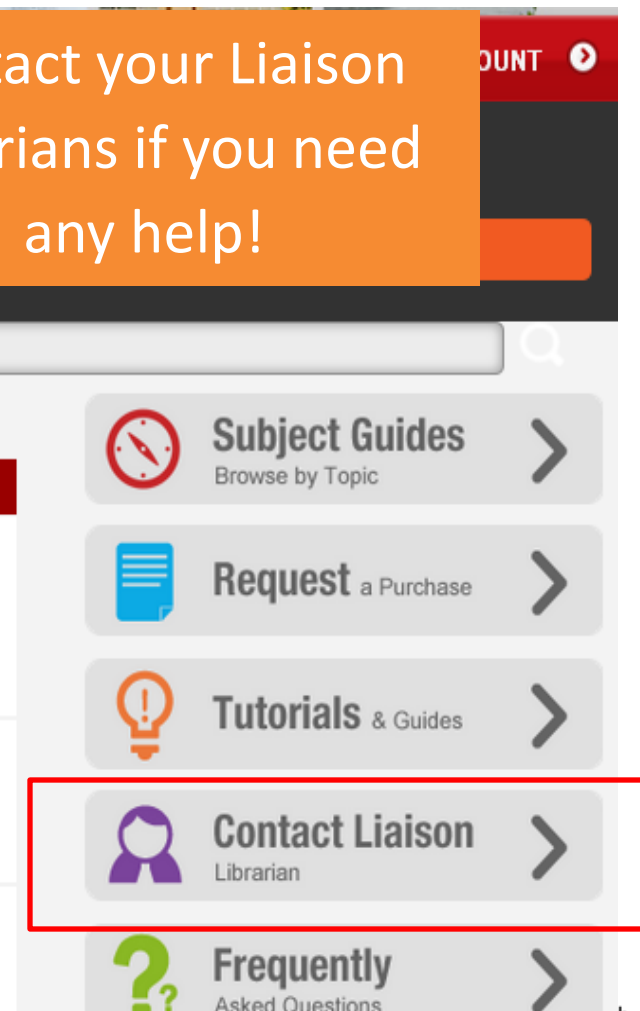 tact your Liaison
rians if you need
any help!
OUNT
Subject Guides
Browse by Topic
Request a Purchase
Tutorials & Guides
Contact Liaison
Librarian
Frequently
Asked Questions